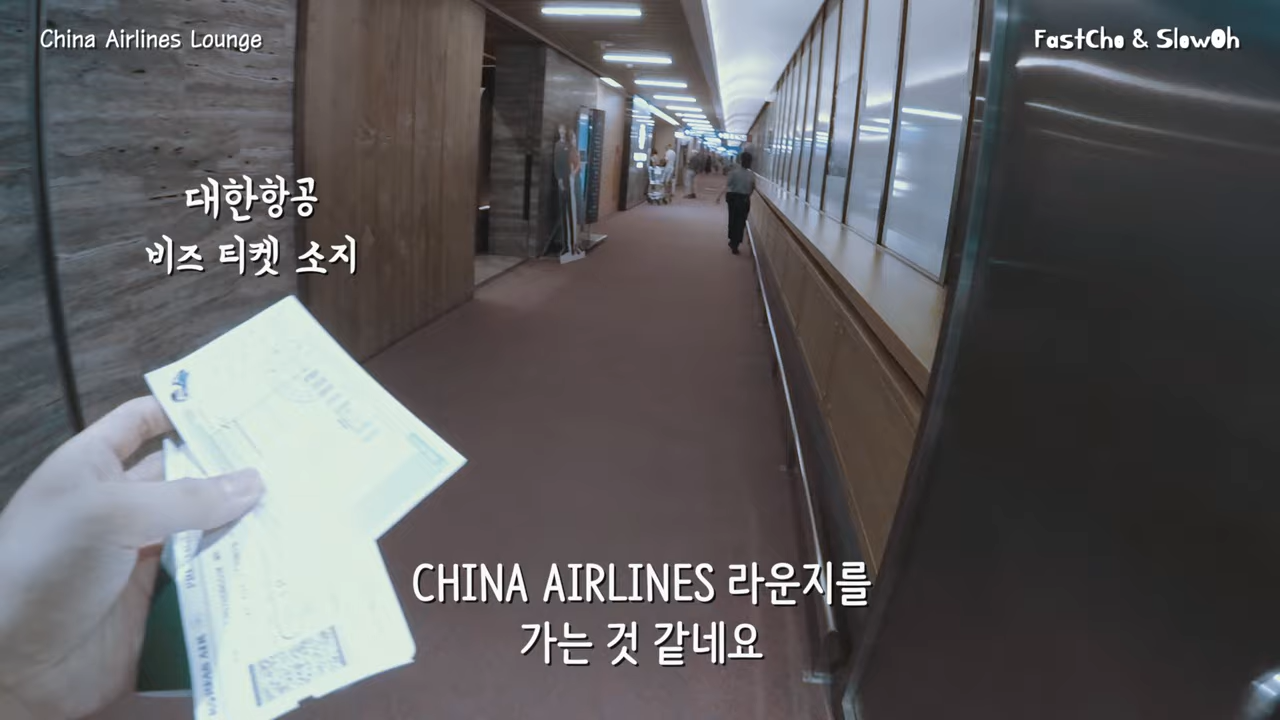 China Airlines Lounge
FastCho & SlowOh
대한항공
비즈 티켓 소지
CHINA AIRLINES 라운지를
가는 것 같네요